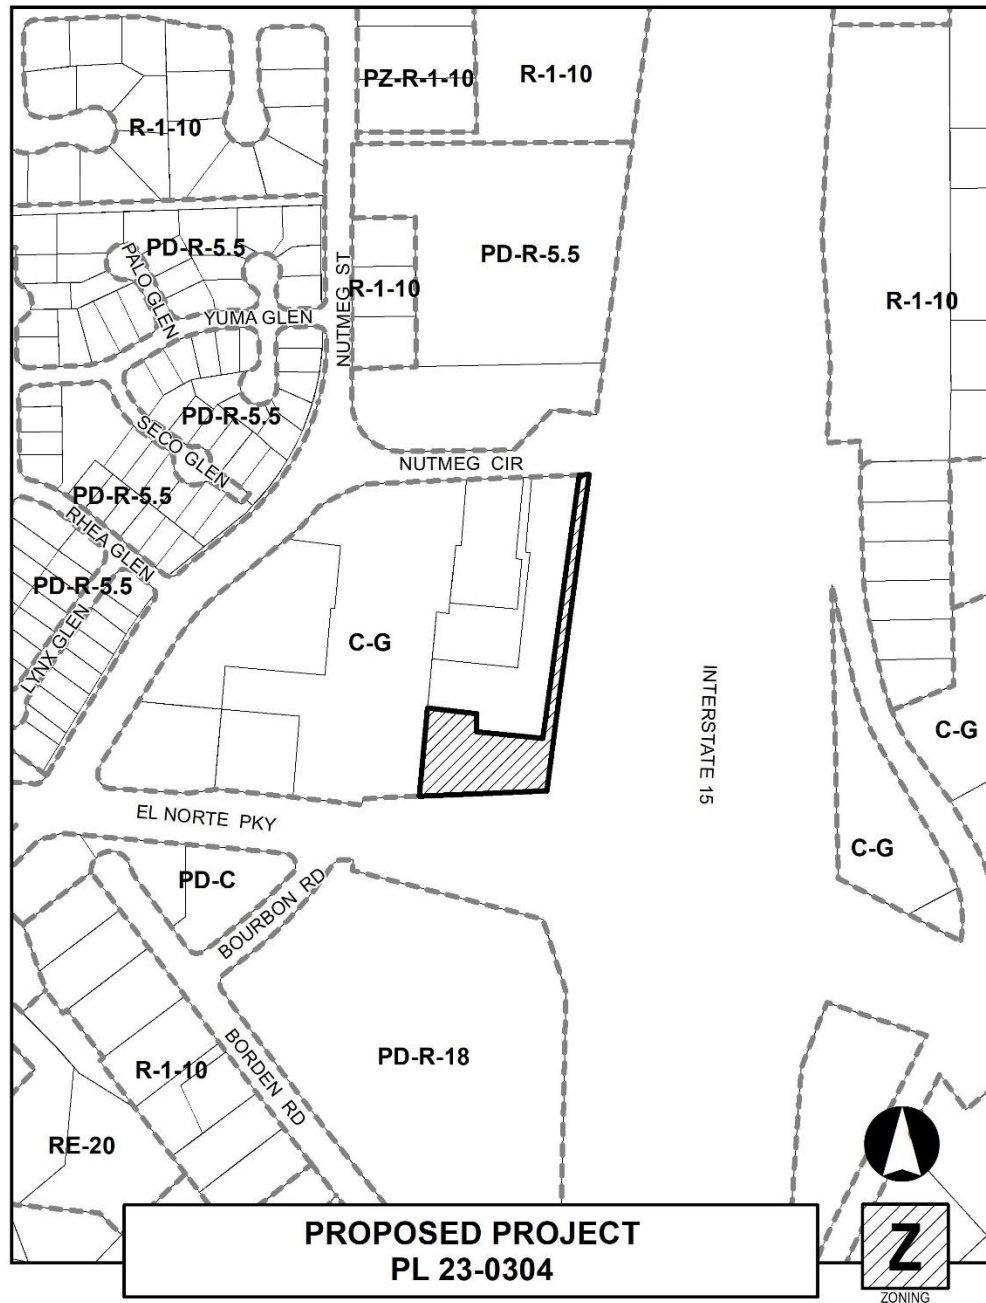 PZ-R-1-10
R-1-10
R-1-10
PD-R-5.5
PALO GLEN
YUMA GLEN
NUTMEG ST
R-1-10
PD-R-5.5
R-1-10
PD-R-5.5
SECO GLEN
NUTMEG CIR
PD-R-5.5
RHEA GLEN
PD-R-5.5
LYNX GLEN
C-G
INTERSTATE 15
C-G
EL NORTE PKY
C-G
PD-C
BOURBON RD
PD-R-18
R-1-10
BORDEN RD
RE-20
PROPOSED PROJECT
PL 23-0304
Z
ZONING